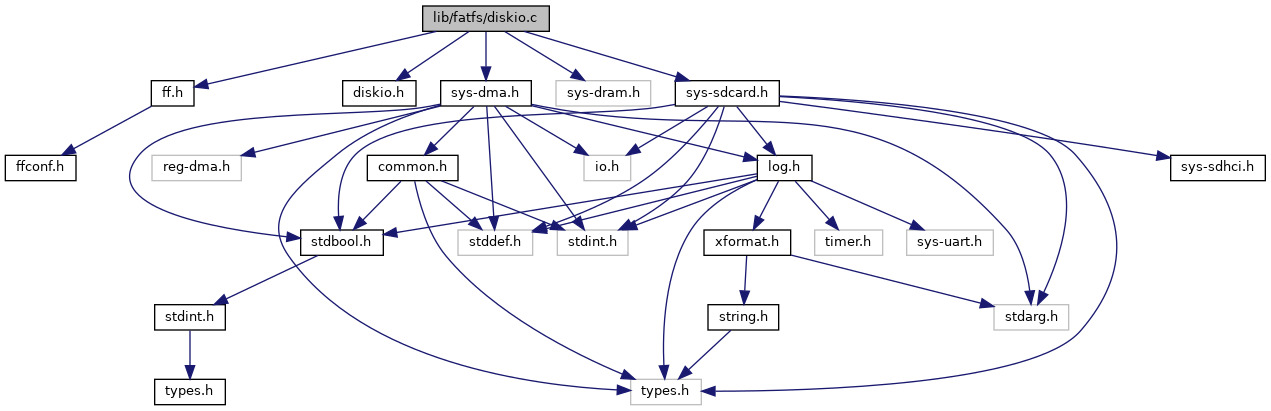 lib/fatfs/diskio.c
ff.h
diskio.h
sys-dma.h
sys-dram.h
sys-sdcard.h
ffconf.h
reg-dma.h
common.h
io.h
log.h
sys-sdhci.h
stdbool.h
stddef.h
stdint.h
xformat.h
timer.h
sys-uart.h
stdint.h
string.h
stdarg.h
types.h
types.h